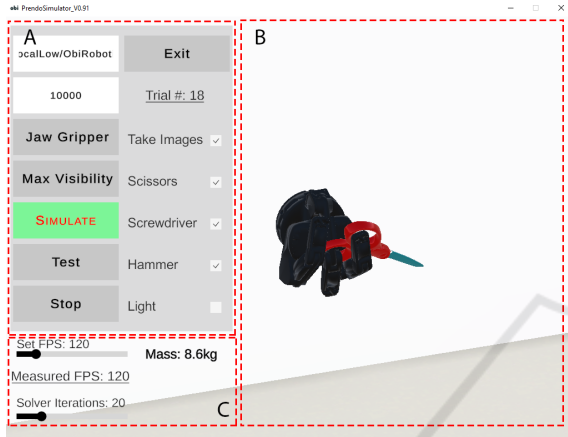 obi PrendoSimulator_V0.91
A
B
ocalLow/ObiRobot
Exit
10000
Trial #: 18
Jaw Gripper
Take Images
Max Visibility
Scissors
SIMULATE
Screwdriver
Test
Hammer
Stop
Light
Set FPS: 120
Mass: 8.6kg
Measured FPS: 120
Solver Iterations: 20
C